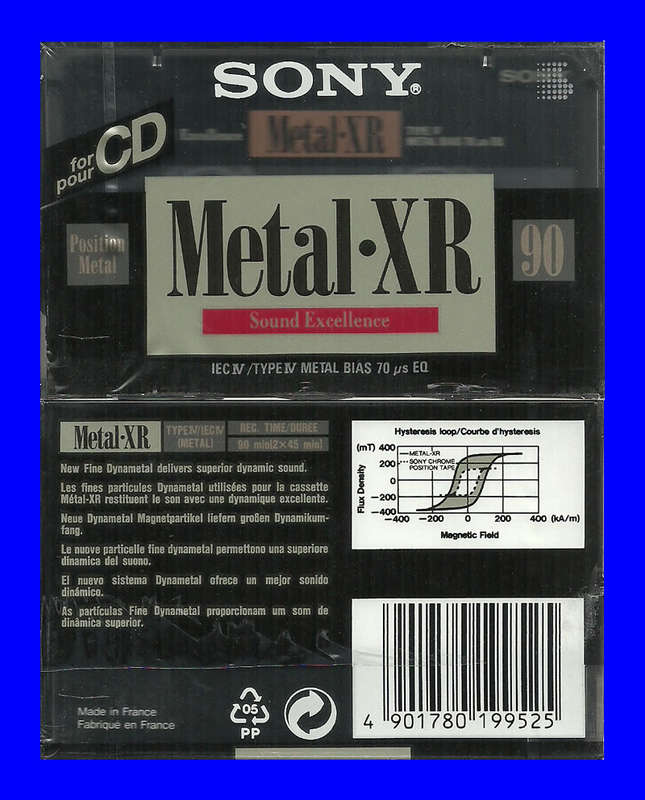 SONY®
SONY
for
pour CD
Metal·XR
Metal·XR
Position
Metal
90
Sound Excellence
IEC IV/TYPE IV METAL BIAS 70 µs EQ
Metal·XR
TYPE IV/IEC IV
(METAL)
REC. TIME/DURÉE
90 min(2×45 min)
New Fine Dynametal delivers superior dynamic sound.
Les fines particules Dynametal utilisées pour la cassette
Métal-XR restituent le son avec une dynamique excellente.
Neue Dynametal Magnetpartikel liefern großen Dynamikum-
fang.
Le nuove particelle fine dynametal permettono una superiore
dinamica del suono.
El nuevo sistema Dynametal ofrece un mejor sonido
dinámico.
As partículas Fine Dynametal proporcionam um som de
dinâmica superior.
Hysteresis loop/Courbe d'hysteresis
(mT) 400
200
0
−200
−400
Flux Density
METAL-XR
SONY CHROME
POSITION TAPE
−400 −200 0 200 400 (kA/m)
Magnetic Field
Made in France
Fabriqué en France
05
PP
4 901780 199525